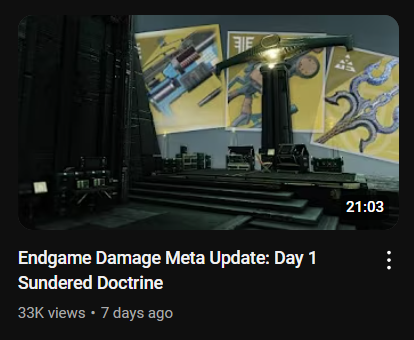 21:03
Endgame Damage Meta Update: Day 1
Sundered Doctrine
33K views • 7 days ago